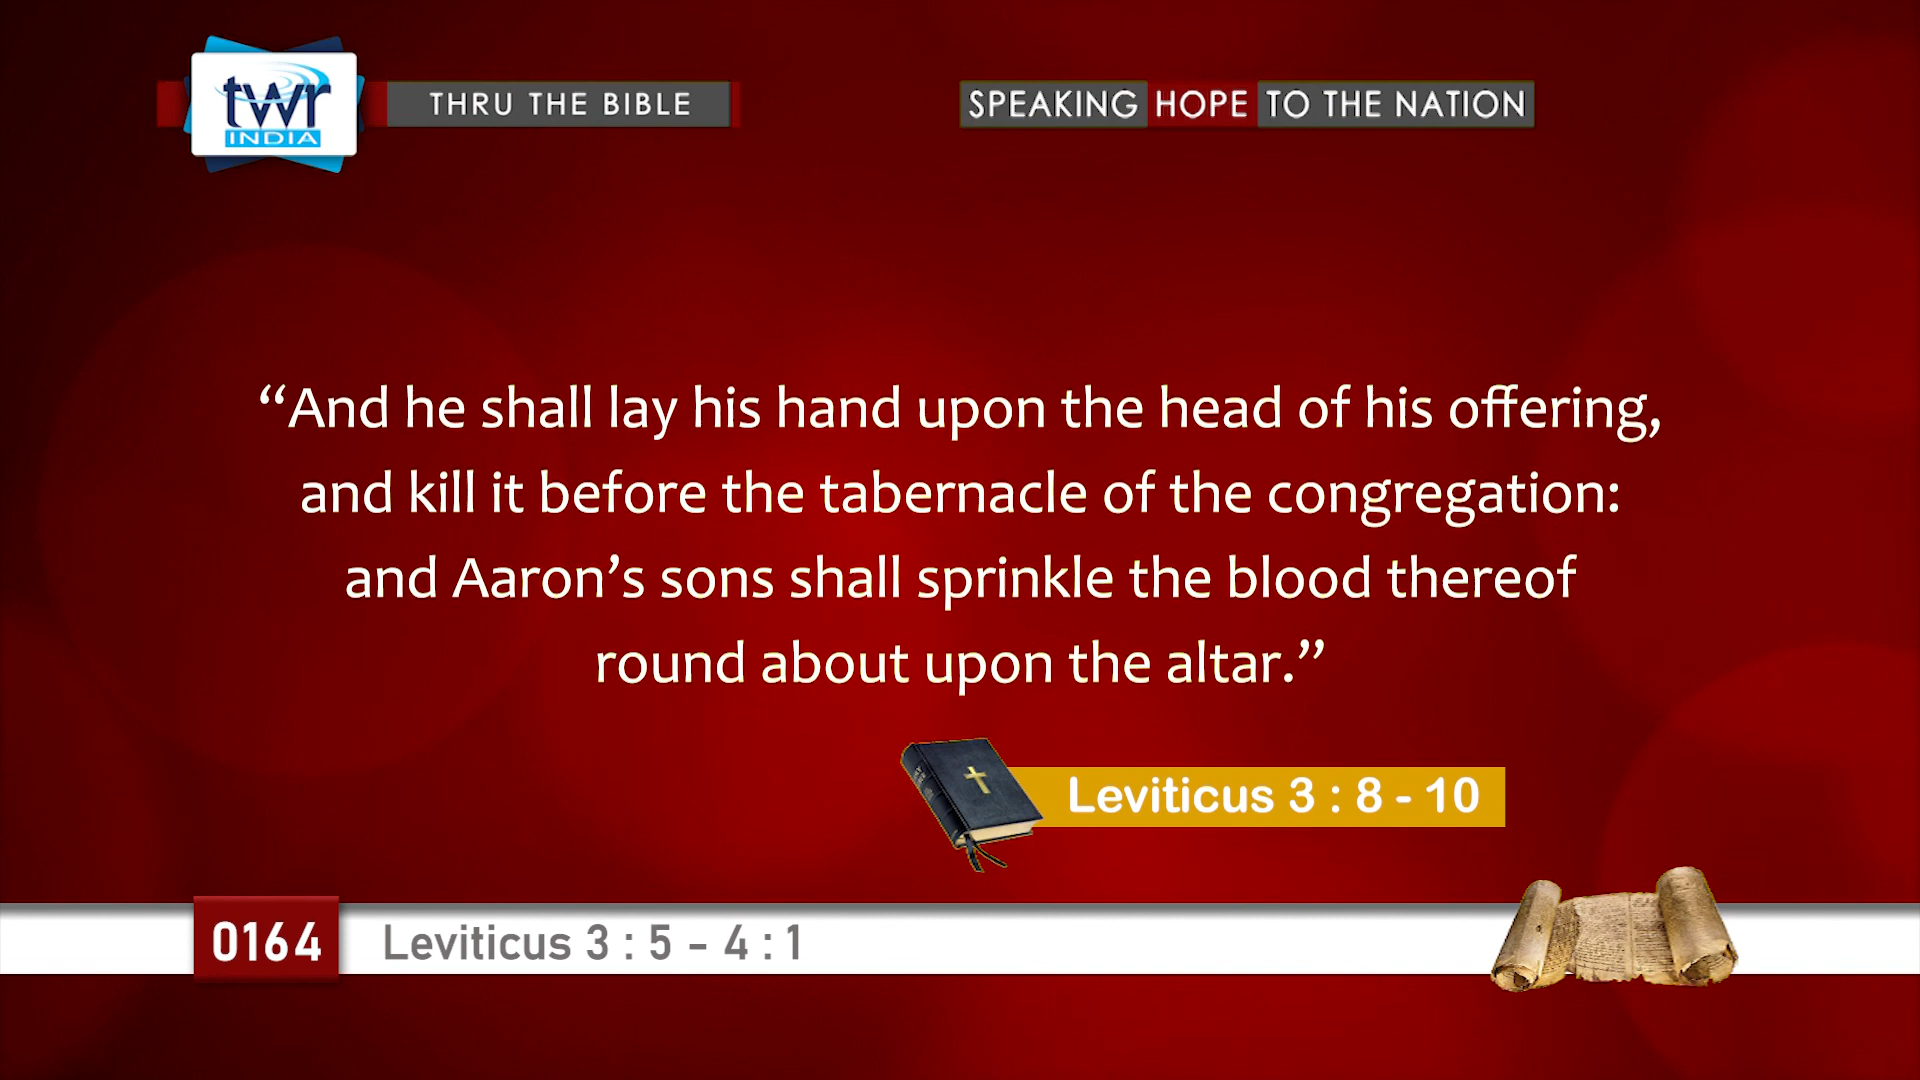 twr
INDIA
THRU THE BIBLE
SPEAKING HOPE TO THE NATION
“And he shall lay his hand upon the head of his offering,
and kill it before the tabernacle of the congregation:
and Aaron’s sons shall sprinkle the blood thereof
round about upon the altar.”
Leviticus 3 : 8 - 10
0164
Leviticus 3 : 5 - 4 : 1